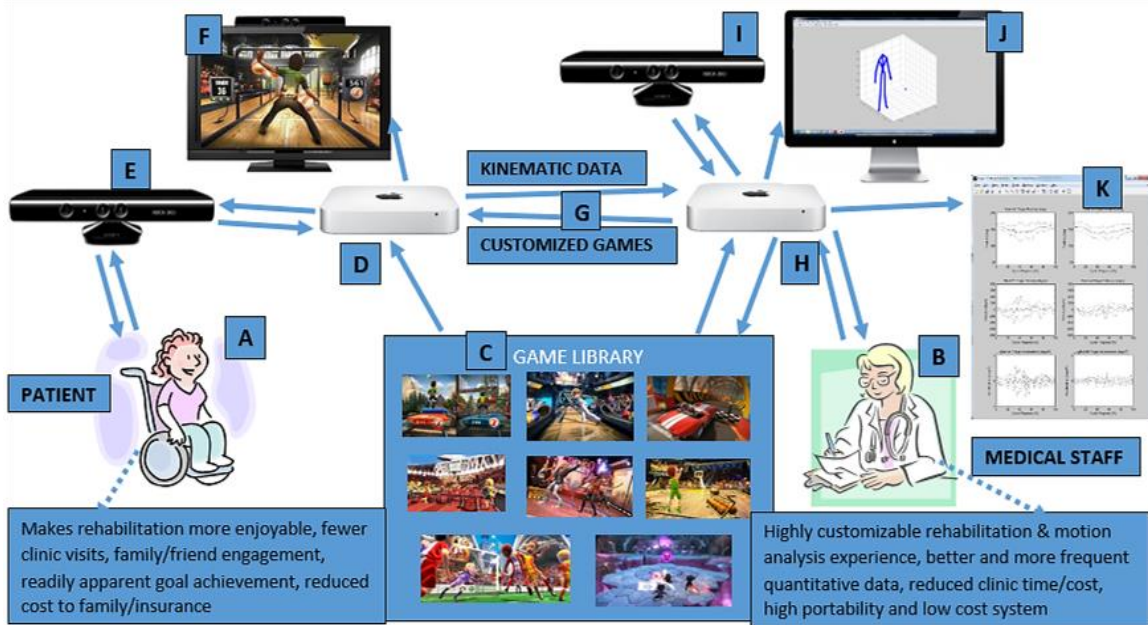 F
I
J
E
KINEMATIC DATA
G
CUSTOMIZED GAMES
K
D
H
A
C
GAME LIBRARY
B
PATIENT
MEDICAL STAFF
Makes rehabilitation more enjoyable, fewer
clinic visits, family/friend engagement,
readily apparent goal achievement, reduced
cost to family/insurance
Highly customizable rehabilitation & motion
analysis experience, better and more frequent
quantitative data, reduced clinic time/cost,
high portability and low cost system